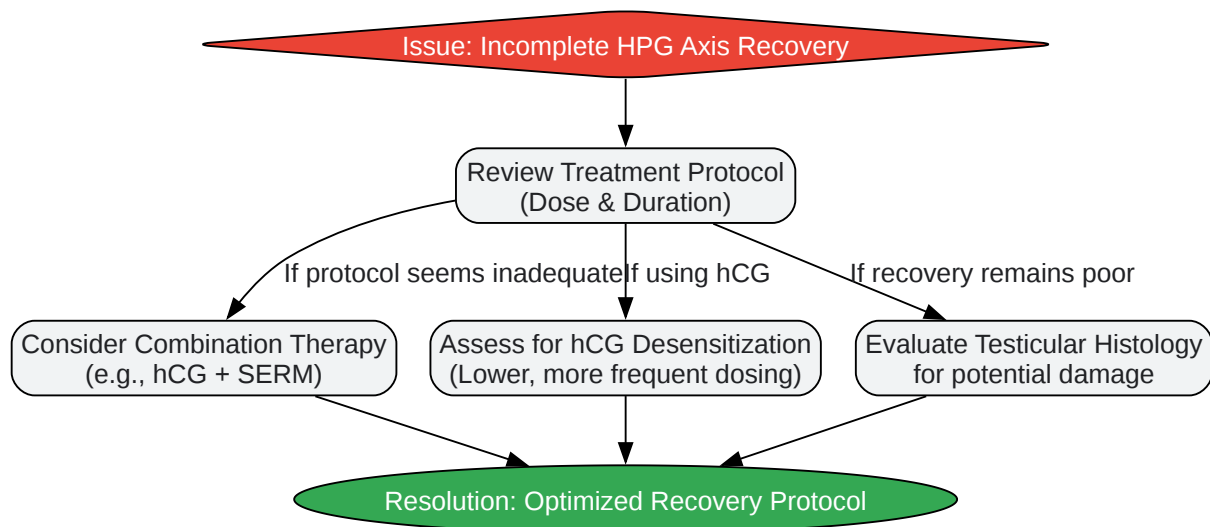 Issue: Incomplete HPG Axis Recovery
Review Treatment Protocol
(Dose & Duration)
If protocol seems inadequate
If using hCG
If recovery remains poor
Consider Combination Therapy
(e.g., hCG + SERM)
Assess for hCG Desensitization
(Lower, more frequent dosing)
Evaluate Testicular Histology
for potential damage
Resolution: Optimized Recovery Protocol